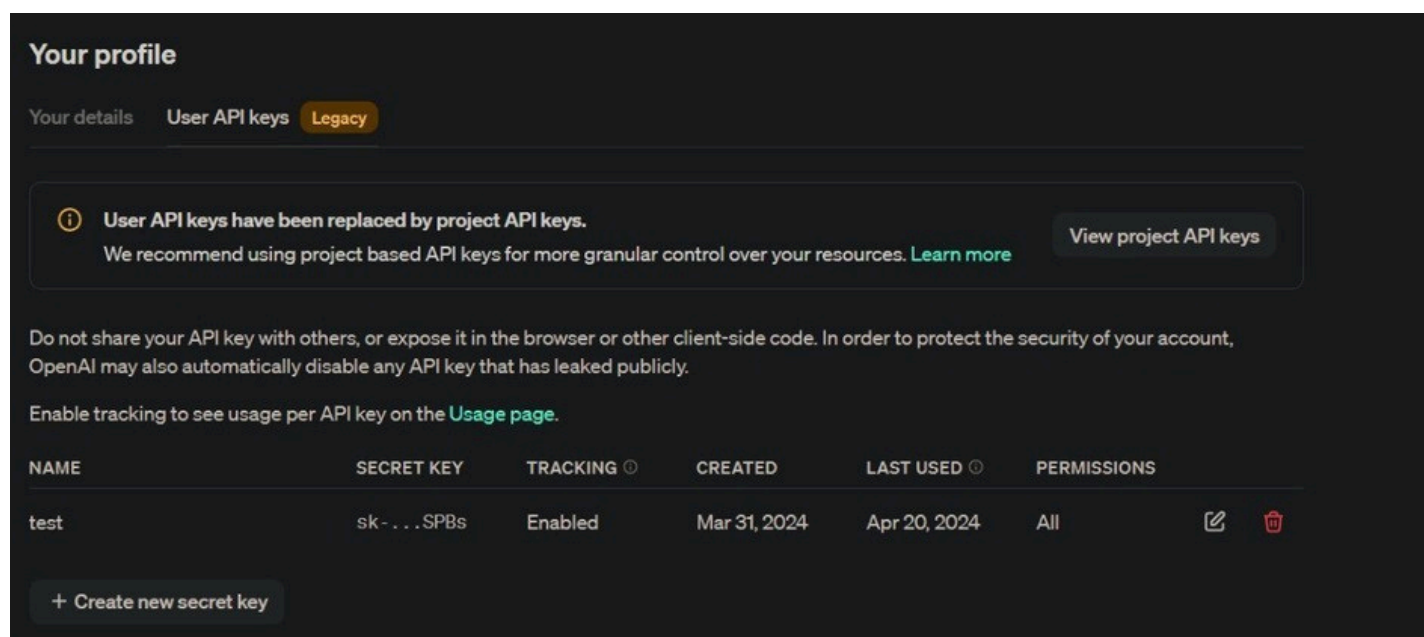 Your profile
Your details User API keys Legacy
User API keys have been replaced by project API keys.
We recommend using project based API keys for more granular control over your resources. Learn more
View project API keys
Do not share your API key with others, or expose it in the browser or other client-side code. In order to protect the security of your account,
OpenAI may also automatically disable any API key that has leaked publicly.
Enable tracking to see usage per API key on the Usage page.
NAME SECRET KEY TRACKING CREATED LAST USED PERMISSIONS
test sk-...SPBs Enabled Mar 31, 2024 Apr 20, 2024 All
+ Create new secret key